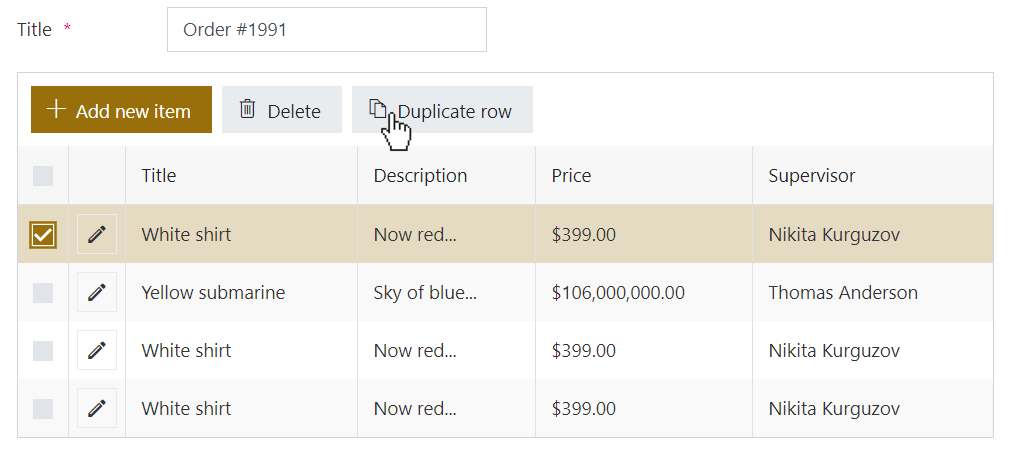 Title * Order #1991
Add new item Delete Duplicate row
Title Description Price Supervisor
White shirt Now red... $399.00 Nikita Kurguzov
Yellow submarine Sky of blue... $106,000,000.00 Thomas Anderson
White shirt Now red... $399.00 Nikita Kurguzov
White shirt Now red... $399.00 Nikita Kurguzov